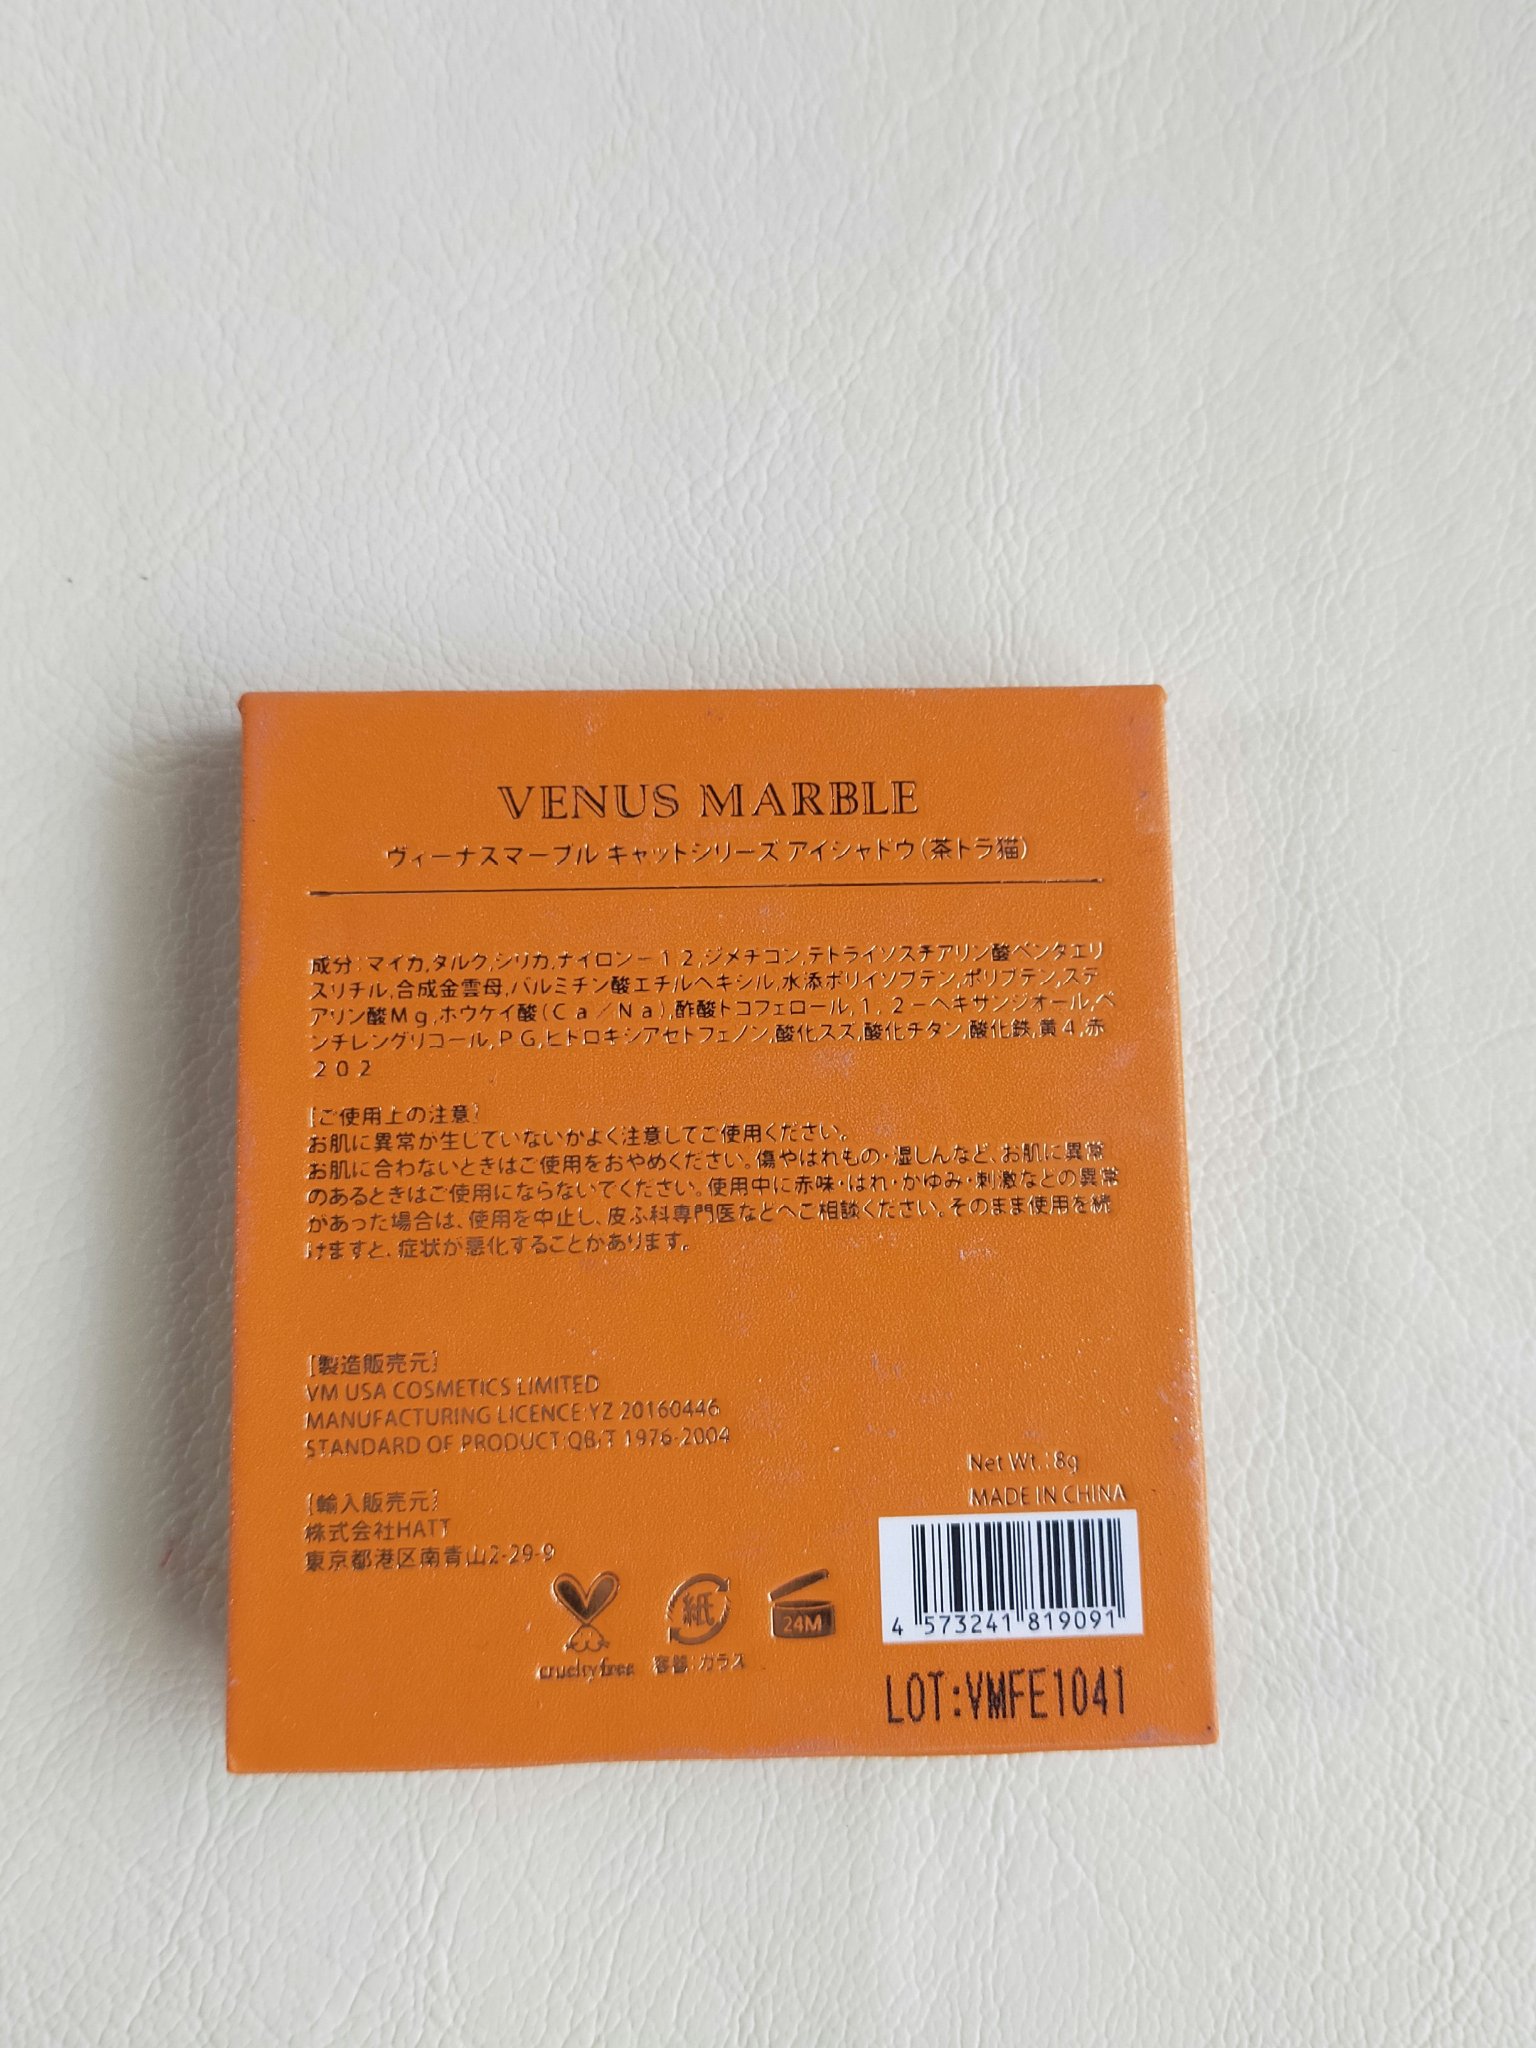 VENUS MARBLE
ヴィーナスマーブル キャットシリーズ アイシャドウ(茶トラ猫)
成分:マイカ,タルク,シリカ,ナイロン－１２,ジメチコン,テトライソステアリン酸ペンタエリ
スリチル,合成金雲母,パルミチン酸エチルヘキシル,水添ポリイソブテン,ポリブテン,ステ
アリン酸Ｍｇ,ホウケイ酸(Ｃａ／Ｎａ),酢酸トコフェロール,１，２－ヘキサンジオール,ペ
ンチレングリコール,ＰＧ,ヒドロキシアセトフェノン,酸化スズ,酸化チタン,酸化鉄,黄４,赤
２０２
[ご使用上の注意]
お肌に異常が生じていないかよく注意してご使用ください。
お肌に合わないときはご使用をおやめください。傷やはれもの・湿しんなど、お肌に異常
のあるときはご使用にならないでください。使用中に赤味・はれ・かゆみ・刺激などの異常
があった場合は、使用を中止し、皮ふ科専門医などへご相談ください。そのまま使用を続
けますと、症状が悪化することがあります。
[製造販売元]
VM USA COSMETICS LIMITED
MANUFACTURING LICENCE:YZ 20160446
STANDARD OF PRODUCT:QB/T 1976-2004
Net Wt.:8g
MADE IN CHINA
[輸入販売元]
株式会社HATT
東京都港区南青山2-29-9
cruelty free
紙
容器:ガラス
24M
4 573241 819091
LOT:VMFE1041